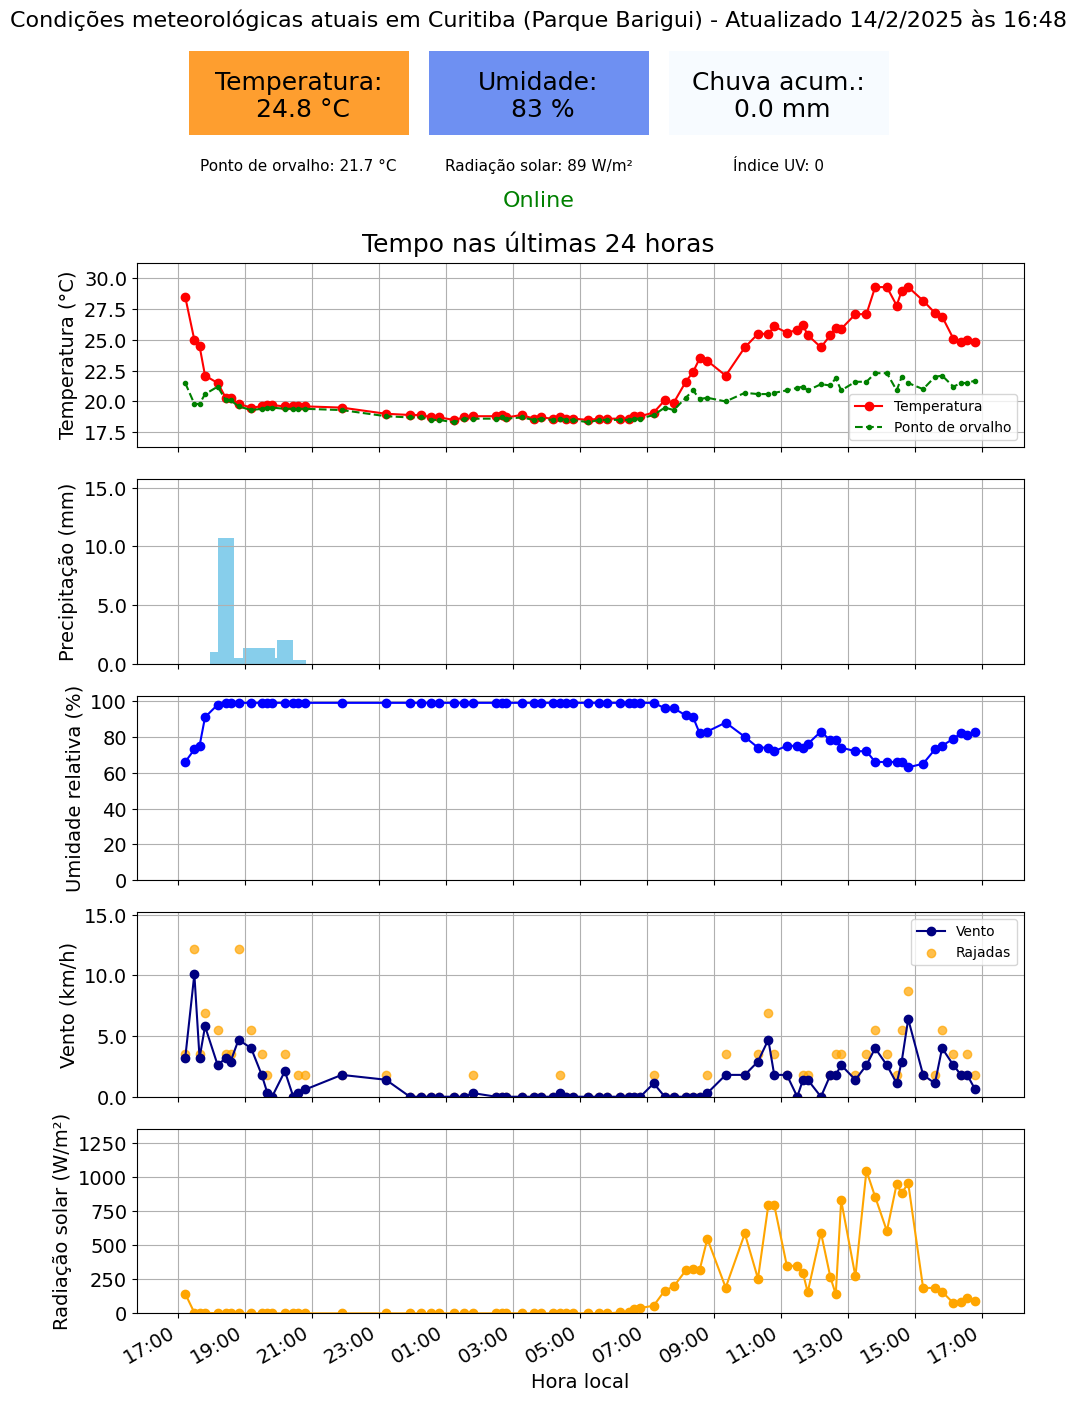 Condições meteorológicas atuais em Curitiba (Parque Barigui) - Atualizado 14/2/2025 às 16:48
Temperatura:
24.8 °C
Umidade:
83 %
Chuva acum.:
0.0 mm
Ponto de orvalho: 21.7 °C
Radiação solar: 89 W/m²
Índice UV: 0
Online
Tempo nas últimas 24 horas
Temperatura (°C)
30.0
27.5
25.0
22.5
20.0
17.5
Temperatura
Ponto de orvalho
Precipitação (mm)
15.0
10.0
5.0
0.0
Umidade relativa (%)
100
80
60
40
20
0
Vento (km/h)
15.0
10.0
5.0
0.0
Vento
Rajadas
Radiação solar (W/m²)
1250
1000
750
500
250
0
17:00
19:00
21:00
23:00
01:00
03:00
05:00
07:00
09:00
11:00
13:00
15:00
17:00
Hora local